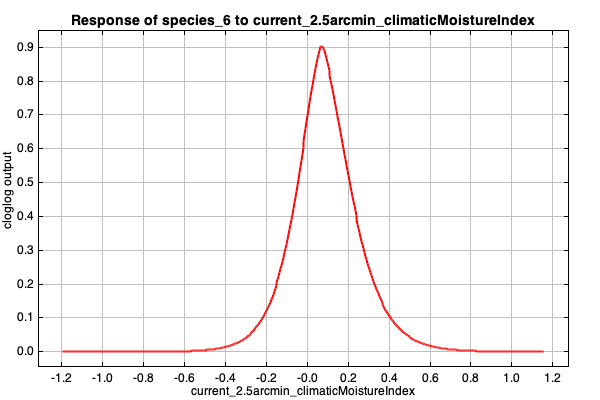 Response of species_6 to current_2.5arcmin_climaticMoistureIndex
0.9
0.8
0.7
0.6
0.5
0.4
0.3
0.2
0.1
0.0
cloglog output
-1.2 -1.0 -0.8 -0.6 -0.4 -0.2 -0.0 0.2 0.4 0.6 0.8 1.0 1.2
current_2.5arcmin_climaticMoistureIndex